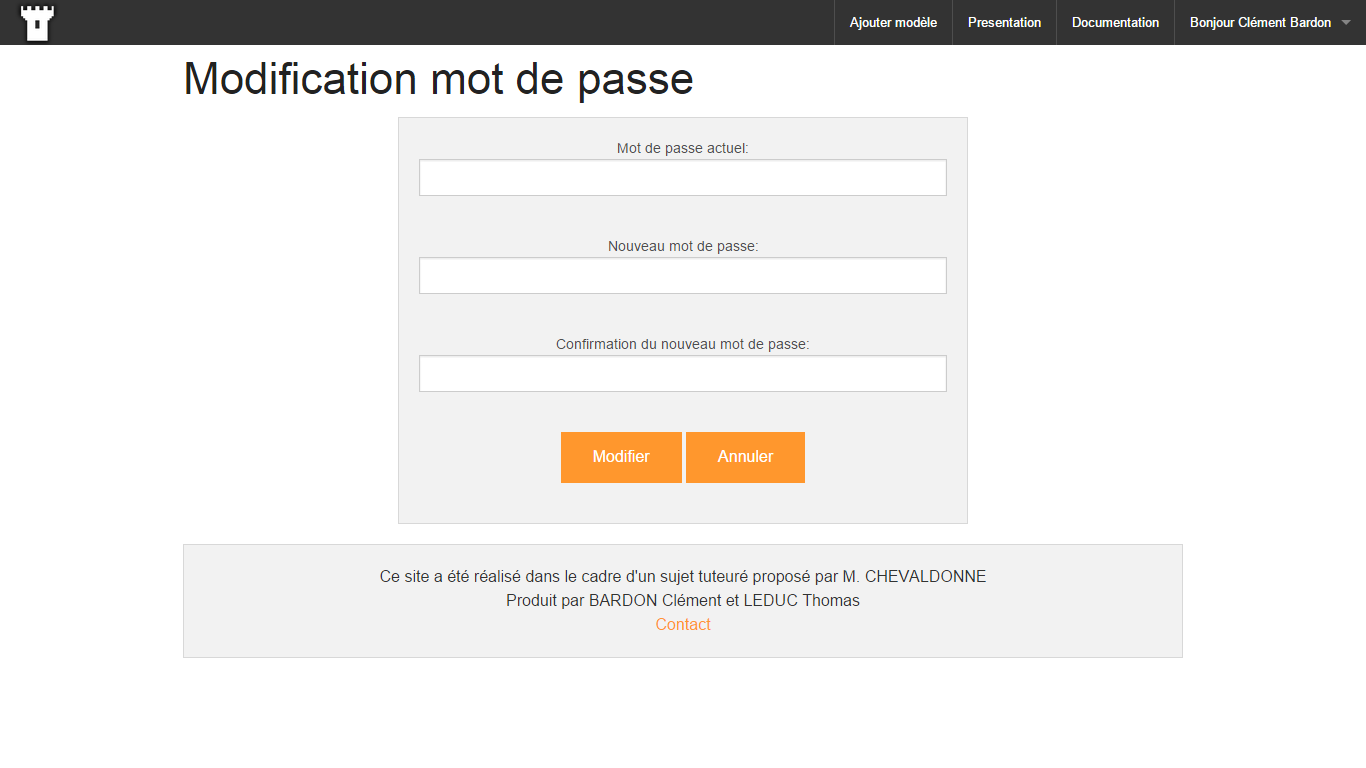 Ajouter modèle
Presentation
Documentation
Bonjour Clément Bardon
Modification mot de passe
Mot de passe actuel:
Nouveau mot de passe:
Confirmation du nouveau mot de passe:
Modifier
Annuler
Ce site a été réalisé dans le cadre d'un sujet tuteuré proposé par M. CHEVALDONNE
Produit par BARDON Clément et LEDUC Thomas
Contact